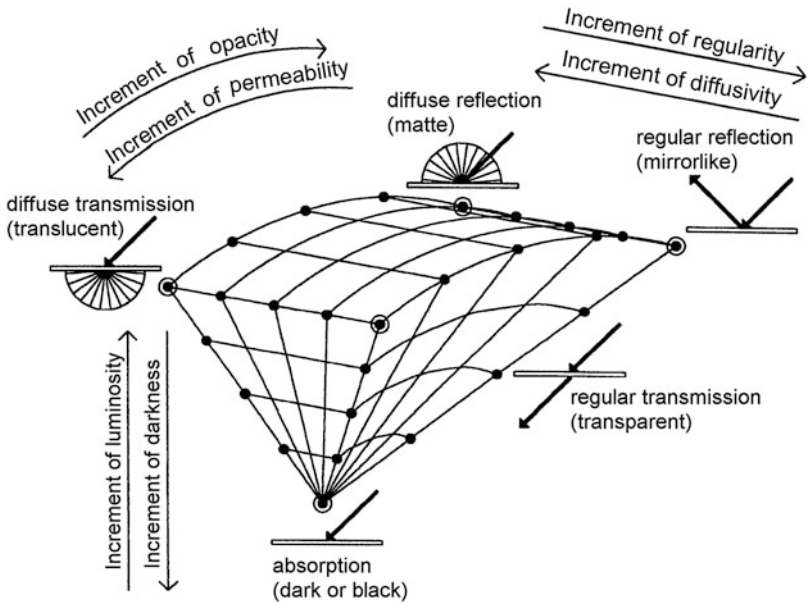 Increment of opacity
Increment of permeability
Increment of regularity
Increment of diffusivity
diffuse reflection
(matte)
regular reflection
(mirrorlike)
diffuse transmission
(translucent)
regular transmission
(transparent)
Increment of luminosity
Increment of darkness
absorption
(dark or black)